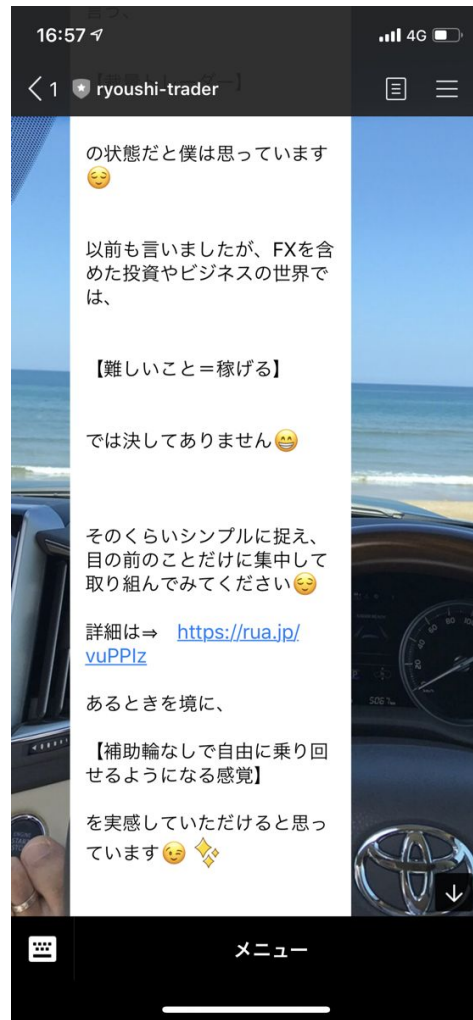 言う、
16:57
4G
1
ryoushi-trader
の状態だと僕は思っています
😌
以前も言いましたが、FXを含
めた投資やビジネスの世界で
は、
【難しいこと＝稼げる】
では決してありません😁
そのくらいシンプルに捉え、
目の前のことだけに集中して
取り組んでみてください😌
詳細は⇒ https://rua.jp/
vuPPIz
あるときを境に、
【補助輪なしで自由に乗り回
せるようになる感覚】
を実感していただけると思っ
ています😉 ✨
メニュー